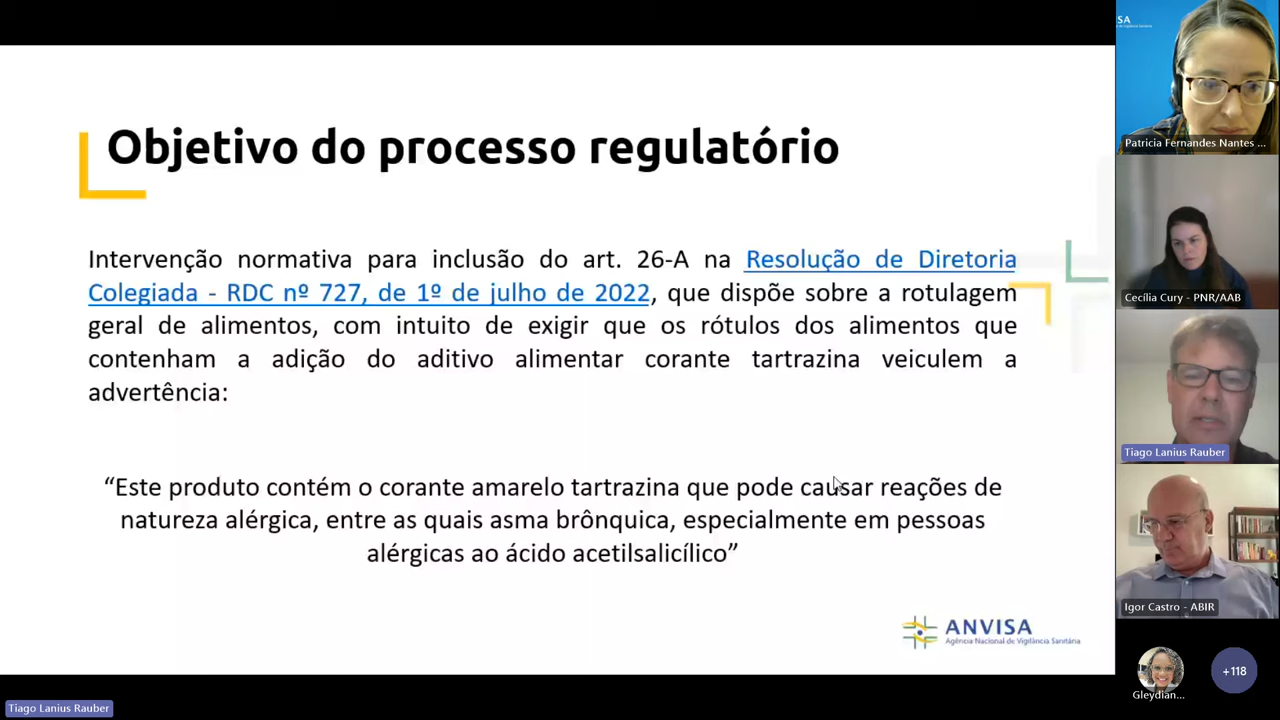 Objetivo do processo regulatório
Intervenção normativa para inclusão do art. 26-A na Resolução de Diretoria
Colegiada - RDC nº 727, de 1º de julho de 2022, que dispõe sobre a rotulagem
geral de alimentos, com intuito de exigir que os rótulos dos alimentos que
contenham a adição do aditivo alimentar corante tartrazina veiculem a
advertência:
“Este produto contém o corante amarelo tartrazina que pode causar reações de
natureza alérgica, entre as quais asma brônquica, especialmente em pessoas
alérgicas ao ácido acetilsalicílico”
ANVISA
Agência Nacional de Vigilância Sanitária
SA
Patricia Fernandes Nantes ...
Cecília Cury - PNR/AAB
Tiago Lanius Rauber
Igor Castro - ABIR
Gleydian...
+118
Tiago Lanius Rauber